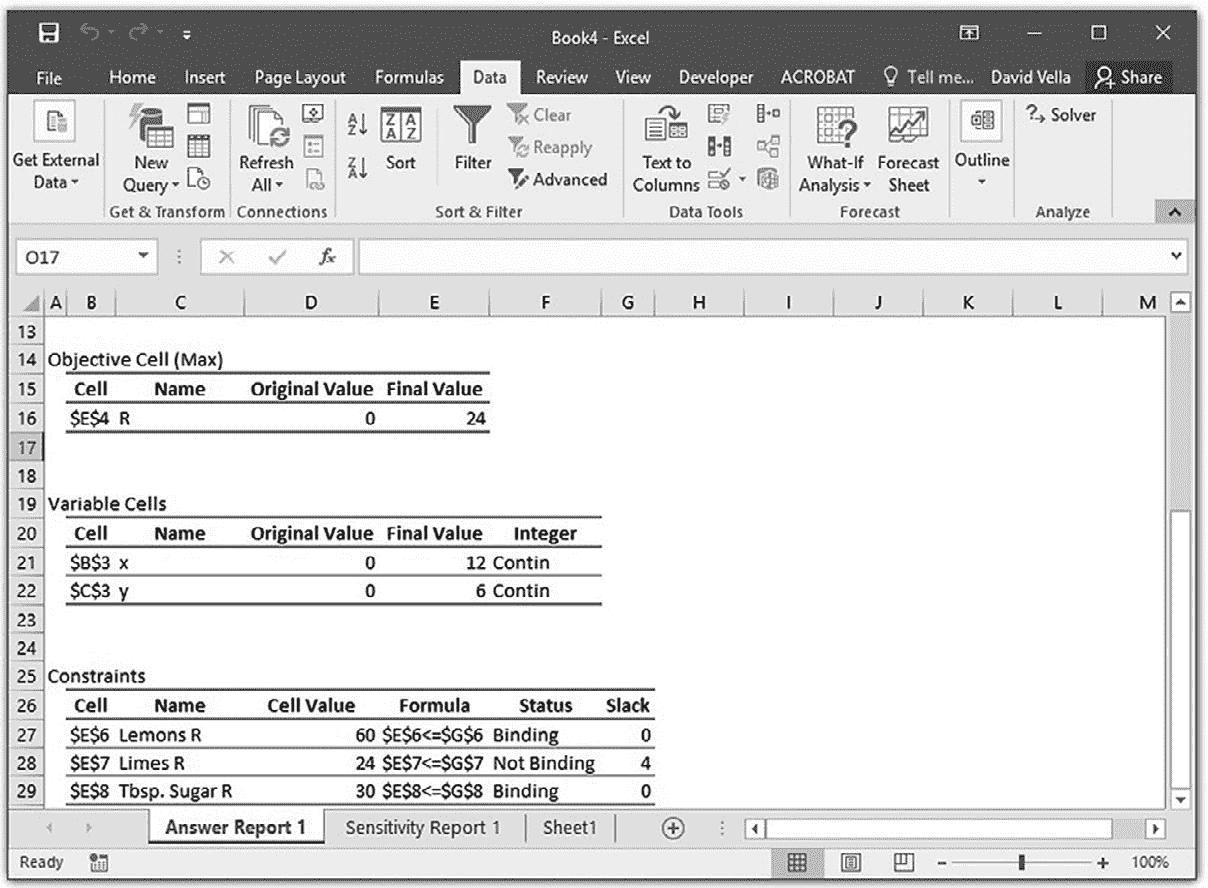 Book4 - Excel
File Home Insert Page Layout Formulas Data Review View Developer ACROBAT Tell me... David Vella Share
Get External Data
New Query
Refresh All
Sort
Filter
Clear
Reapply
Advanced
Text to Columns
What-If Analysis
Forecast Sheet
Outline
Solver
Get & Transform Connections Sort & Filter Data Tools Forecast Analyze
O17 fx
A B C D E F G H I J K L M
13
14 Objective Cell (Max)
15 Cell Name Original Value Final Value
16 $E$4 R 0 24
17
18
19 Variable Cells
20 Cell Name Original Value Final Value Integer
21 $B$3 x 0 12 Contin
22 $C$3 y 0 6 Contin
23
24
25 Constraints
26 Cell Name Cell Value Formula Status Slack
27 $E$6 Lemons R 60 $E$6<=$G$6 Binding 0
28 $E$7 Limes R 24 $E$7<=$G$7 Not Binding 4
29 $E$8 Tbsp. Sugar R 30 $E$8<=$G$8 Binding 0
Answer Report 1 Sensitivity Report 1 Sheet1
Ready 100%